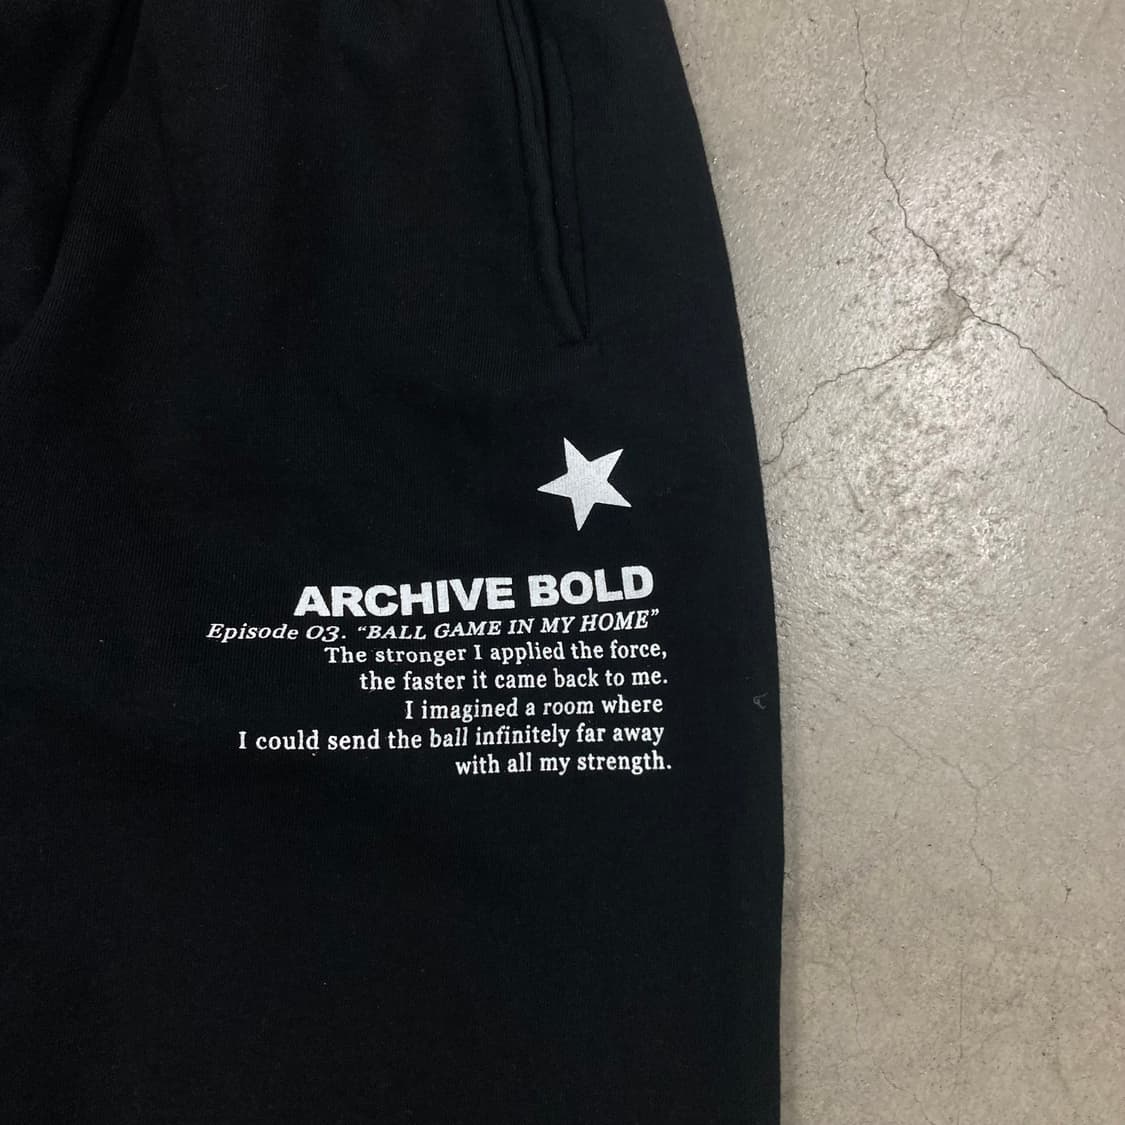 ARCHIVE BOLD
Episode 03. “BALL GAME IN MY HOME”
The stronger I applied the force,
the faster it came back to me.
I imagined a room where
I could send the ball infinitely far away
with all my strength.